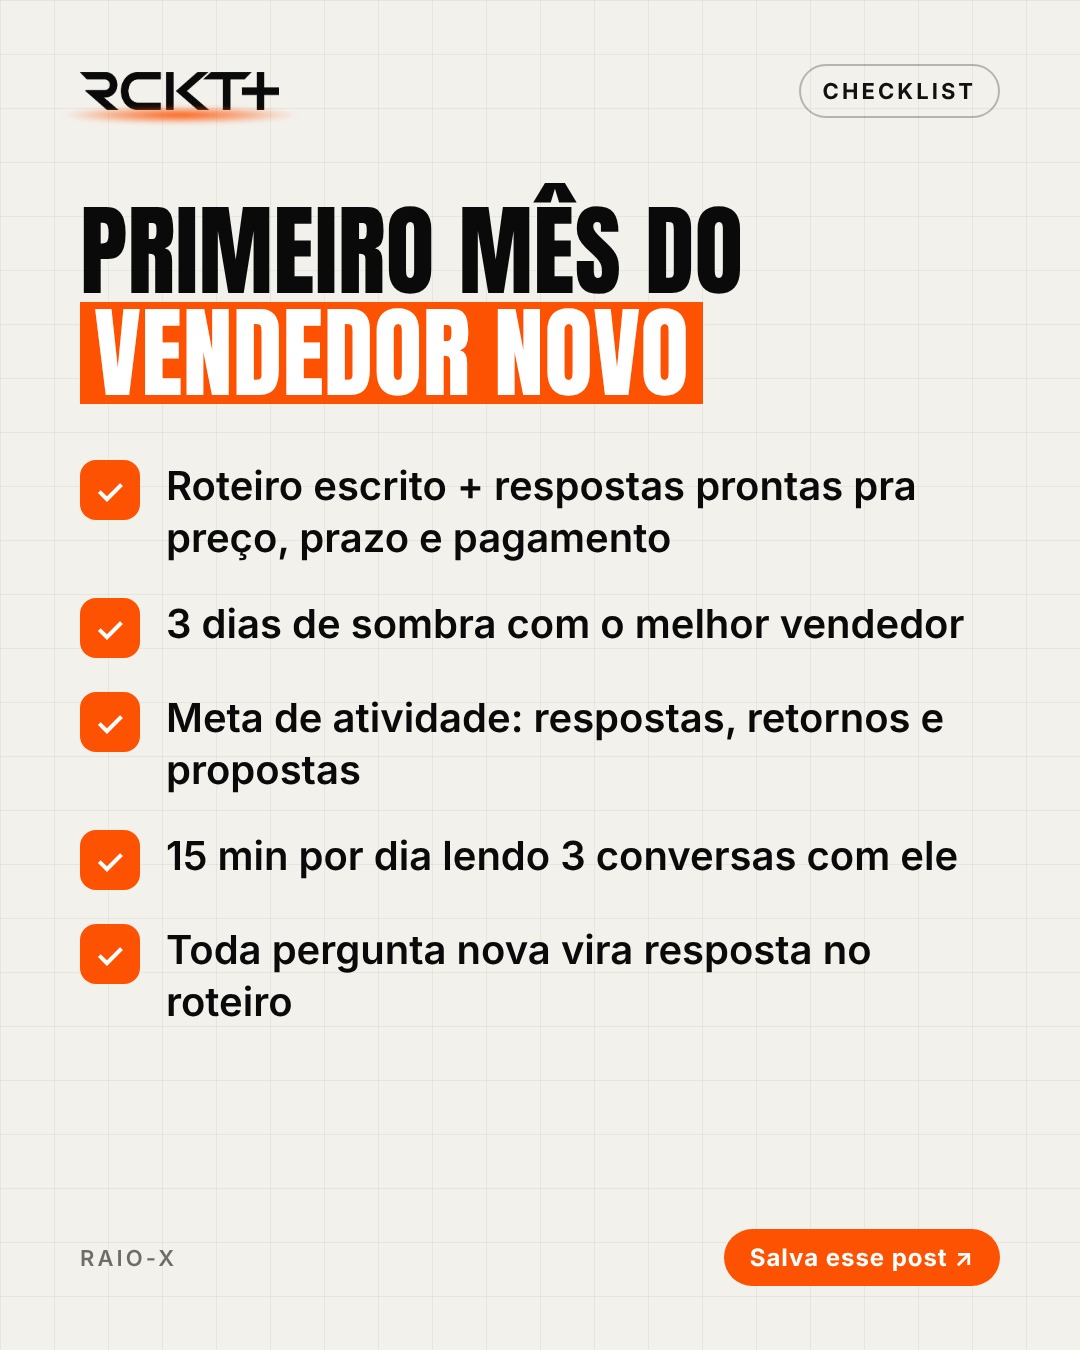 RCKT+
CHECKLIST
PRIMEIRO MÊS DO
VENDEDOR NOVO
Roteiro escrito + respostas prontas pra
preço, prazo e pagamento
3 dias de sombra com o melhor vendedor
Meta de atividade: respostas, retornos e
propostas
15 min por dia lendo 3 conversas com ele
Toda pergunta nova vira resposta no
roteiro
RAIO-X
Salva esse post ↗